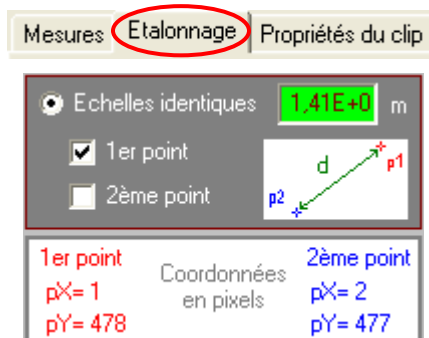 Mesures Etalonnage Propriétés du clip
Echelles identiques 1,41E+0 m
1er point
2ème point
d p1
p2
1er point Coordonnées en pixels 2ème point
pX= 1 pX= 2
pY= 478 pY= 477